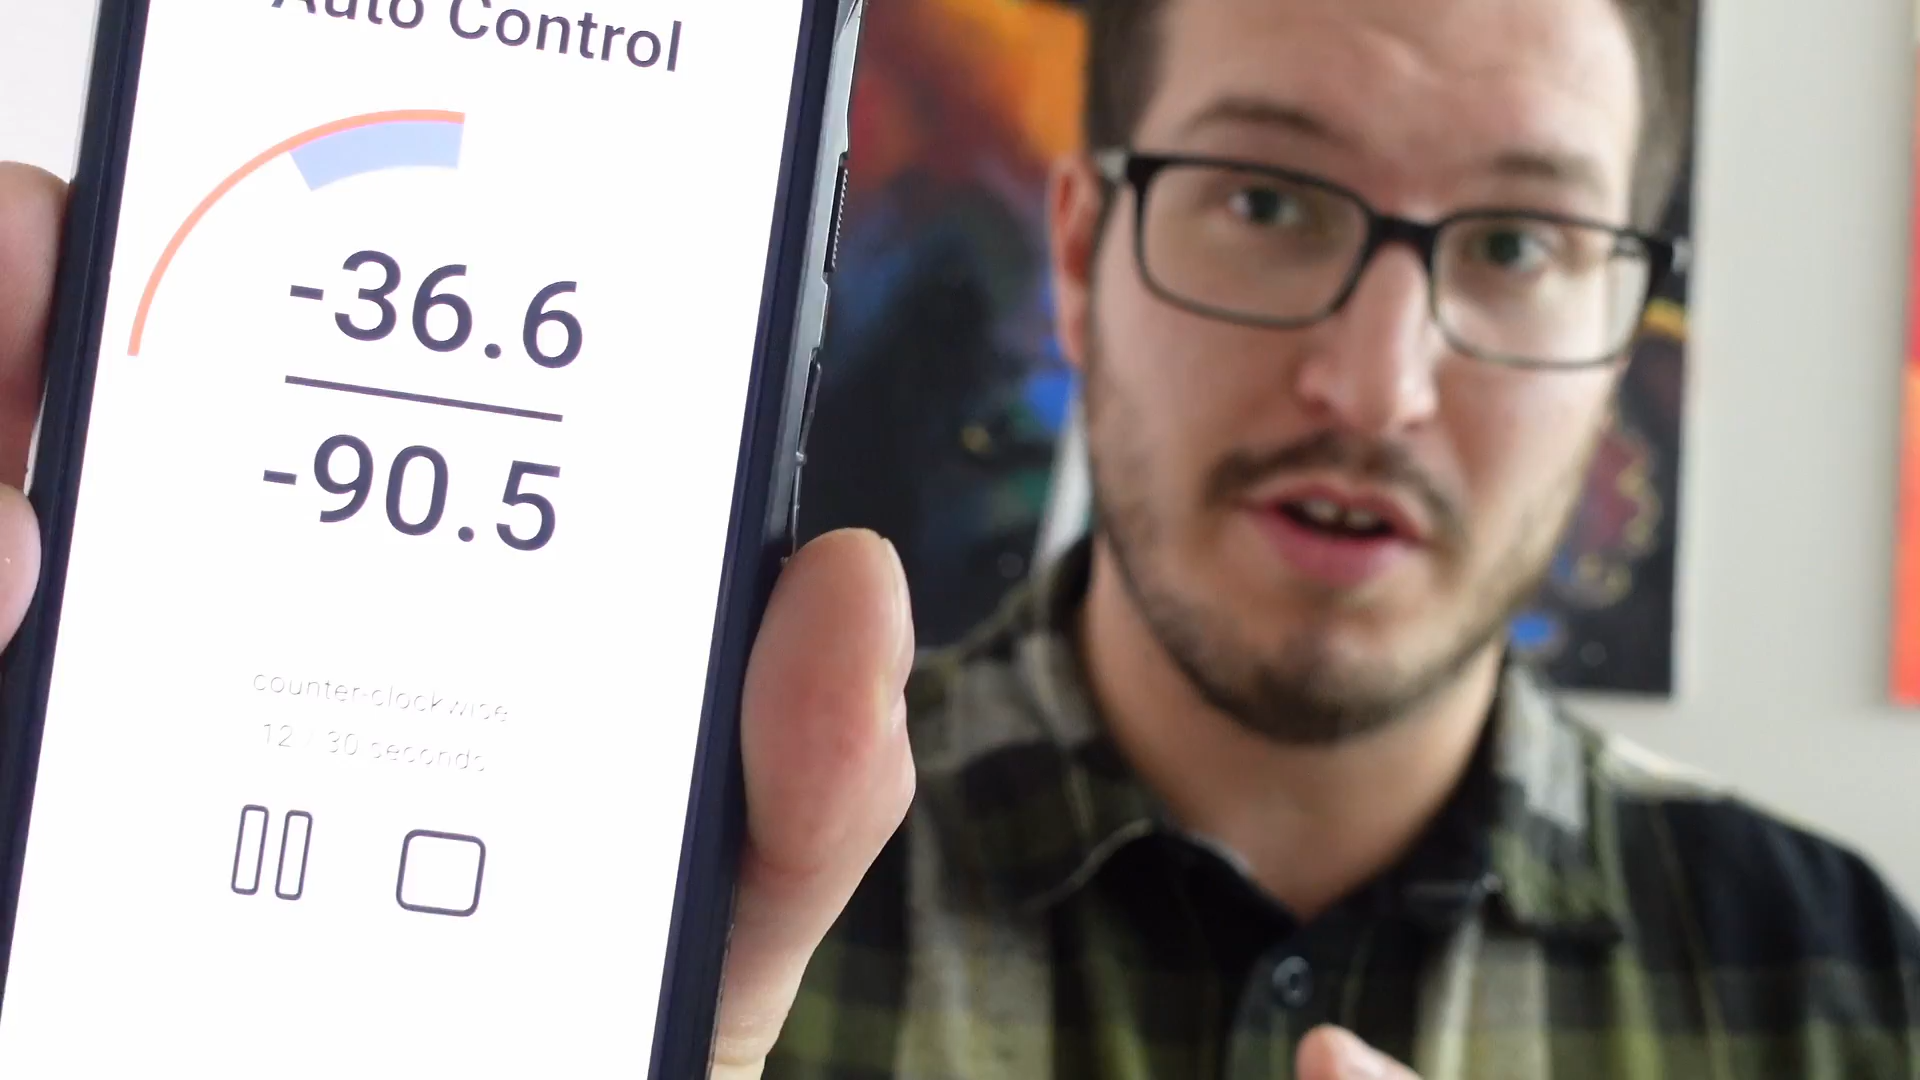 Auto Control
-36.6
-90.5
counter-clockwise
12 / 30 seconds